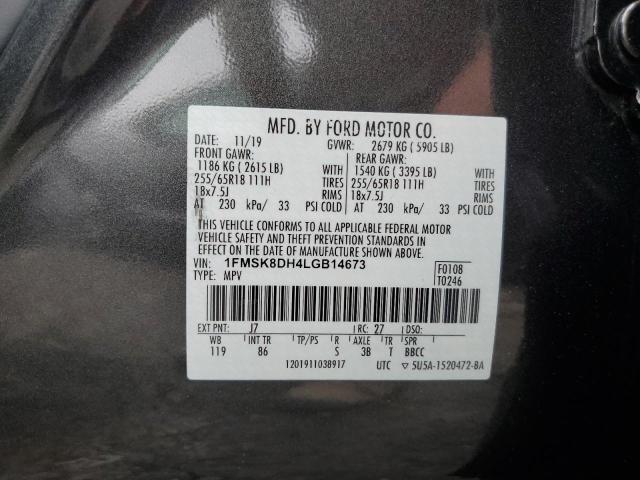 MFD. BY FORD MOTOR CO.
DATE: 11/19 GVWR: 2679 KG ( 5905 LB)
FRONT GAWR: REAR GAWR:
1186 KG ( 2615 LB) WITH 1540 KG ( 3395 LB) WITH
255/65R18 111H TIRES 255/65R18 111H TIRES
18x7.5J RIMS 18x7.5J RIMS
AT 230 kPa/ 33 PSI COLD AT 230 kPa/ 33 PSI COLD
THIS VEHICLE CONFORMS TO ALL APPLICABLE FEDERAL MOTOR
VEHICLE SAFETY AND THEFT PREVENTION STANDARDS IN
EFFECT ON THE DATE OF MANUFACTURE SHOWN ABOVE.
VIN: 1FMSK8DH4LGB14673 F0108
TYPE: MPV T0246
EXT PNT: J7 RC: 27 DSO:
WB INT TR TP/PS R AXLE TR SPR
119 86 S 3B T BBCC
1201911038917 UTC ▽ 5U5A-1520472-BA